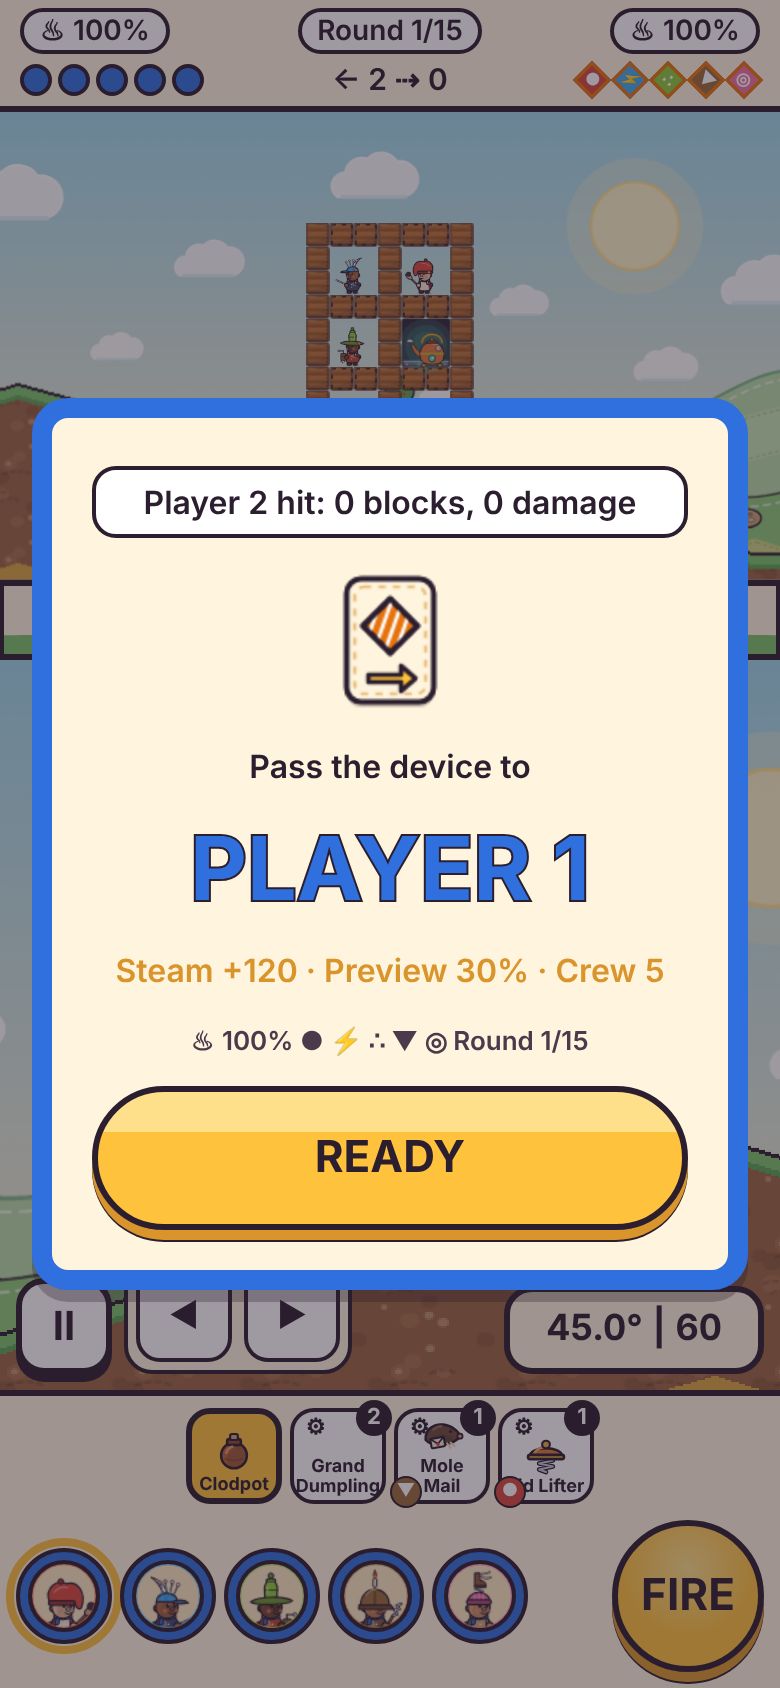 ♨ 100%
Round 1/15
♨ 100%
← 2 ⇢ 0
Player 2 hit: 0 blocks, 0 damage
Pass the device to
PLAYER 1
Steam +120 · Preview 30% · Crew 5
♨ 100% ● ⚡ ∴ ▼ ◎ Round 1/15
READY
45.0° | 60
2
1
1
Clodpot
Grand
Dumpling
Mole
Mail
d Lifter
FIRE